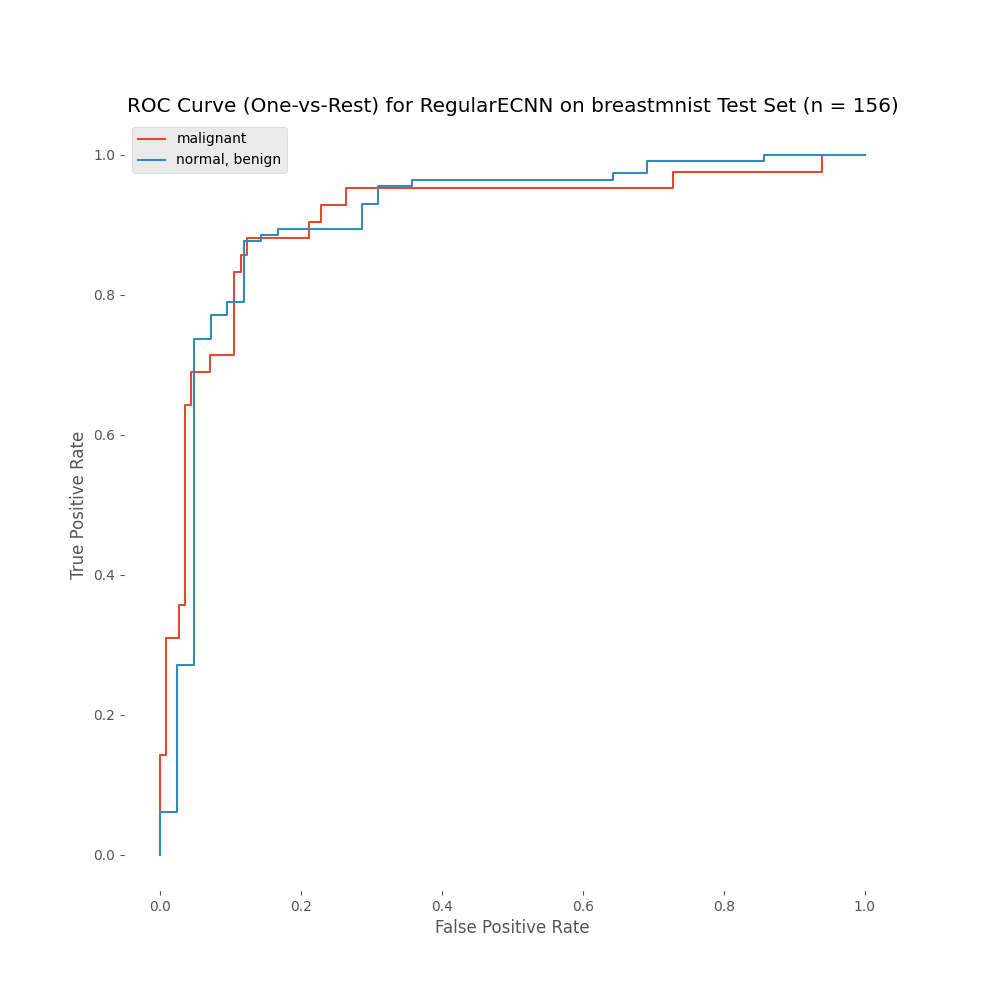 ROC Curve (One-vs-Rest) for RegularECNN on breastmnist Test Set (n = 156)
malignant
normal, benign
1.0
0.8
0.6
0.4
0.2
0.0
True Positive Rate
0.0 0.2 0.4 0.6 0.8 1.0
False Positive Rate